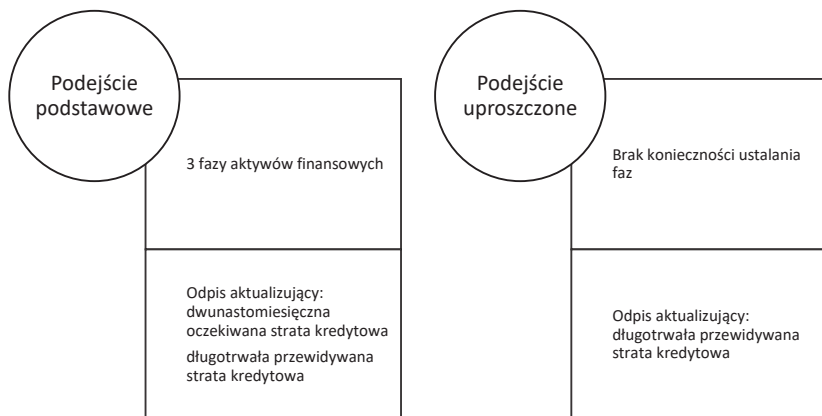 Podejście
podstawowe
3 fazy aktywów finansowych
Odpis aktualizujący:
dwunastomiesięczna
oczekiwana strata kredytowa
długotrwała przewidywana
strata kredytowa
Podejście
uproszczone
Brak konieczności ustalania
faz
Odpis aktualizujący:
długotrwała przewidywana
strata kredytowa